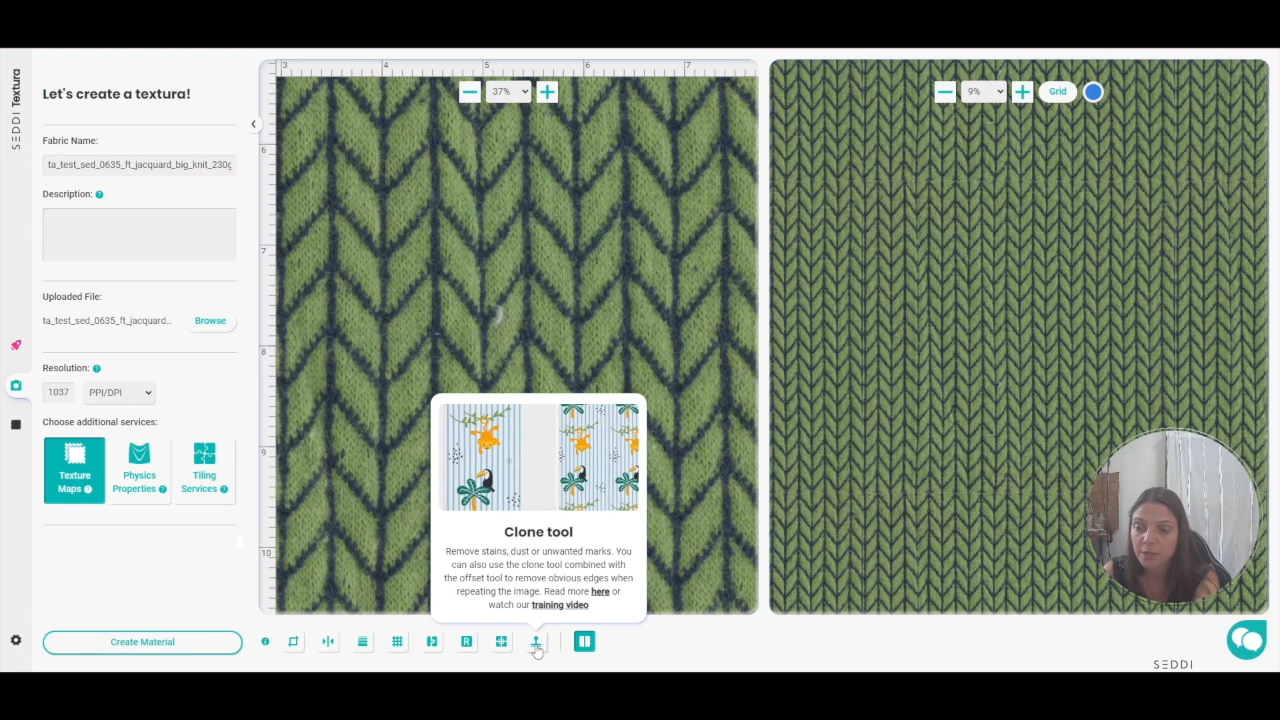 SEDDI Textura
Let's create a textura!
Fabric Name:
ta_test_sed_0635_ft_jacquard_big_knit_230g
Description: ?
Uploaded File:
ta_test_sed_0635_ft_jacquard...
Browse
Resolution: ?
1037
PPI/DPI
Choose additional services:
Texture
Maps ?
Physics
Properties ?
Tiling
Services ?
Create Material
3
4
5
6
7
37%
6
7
8
9
10
9%
Grid
Clone tool
Remove stains, dust or unwanted marks. You
can also use the clone tool combined with
the offset tool to remove obvious edges when
repeating the image. Read more here or
watch our training video
R
SEDDI